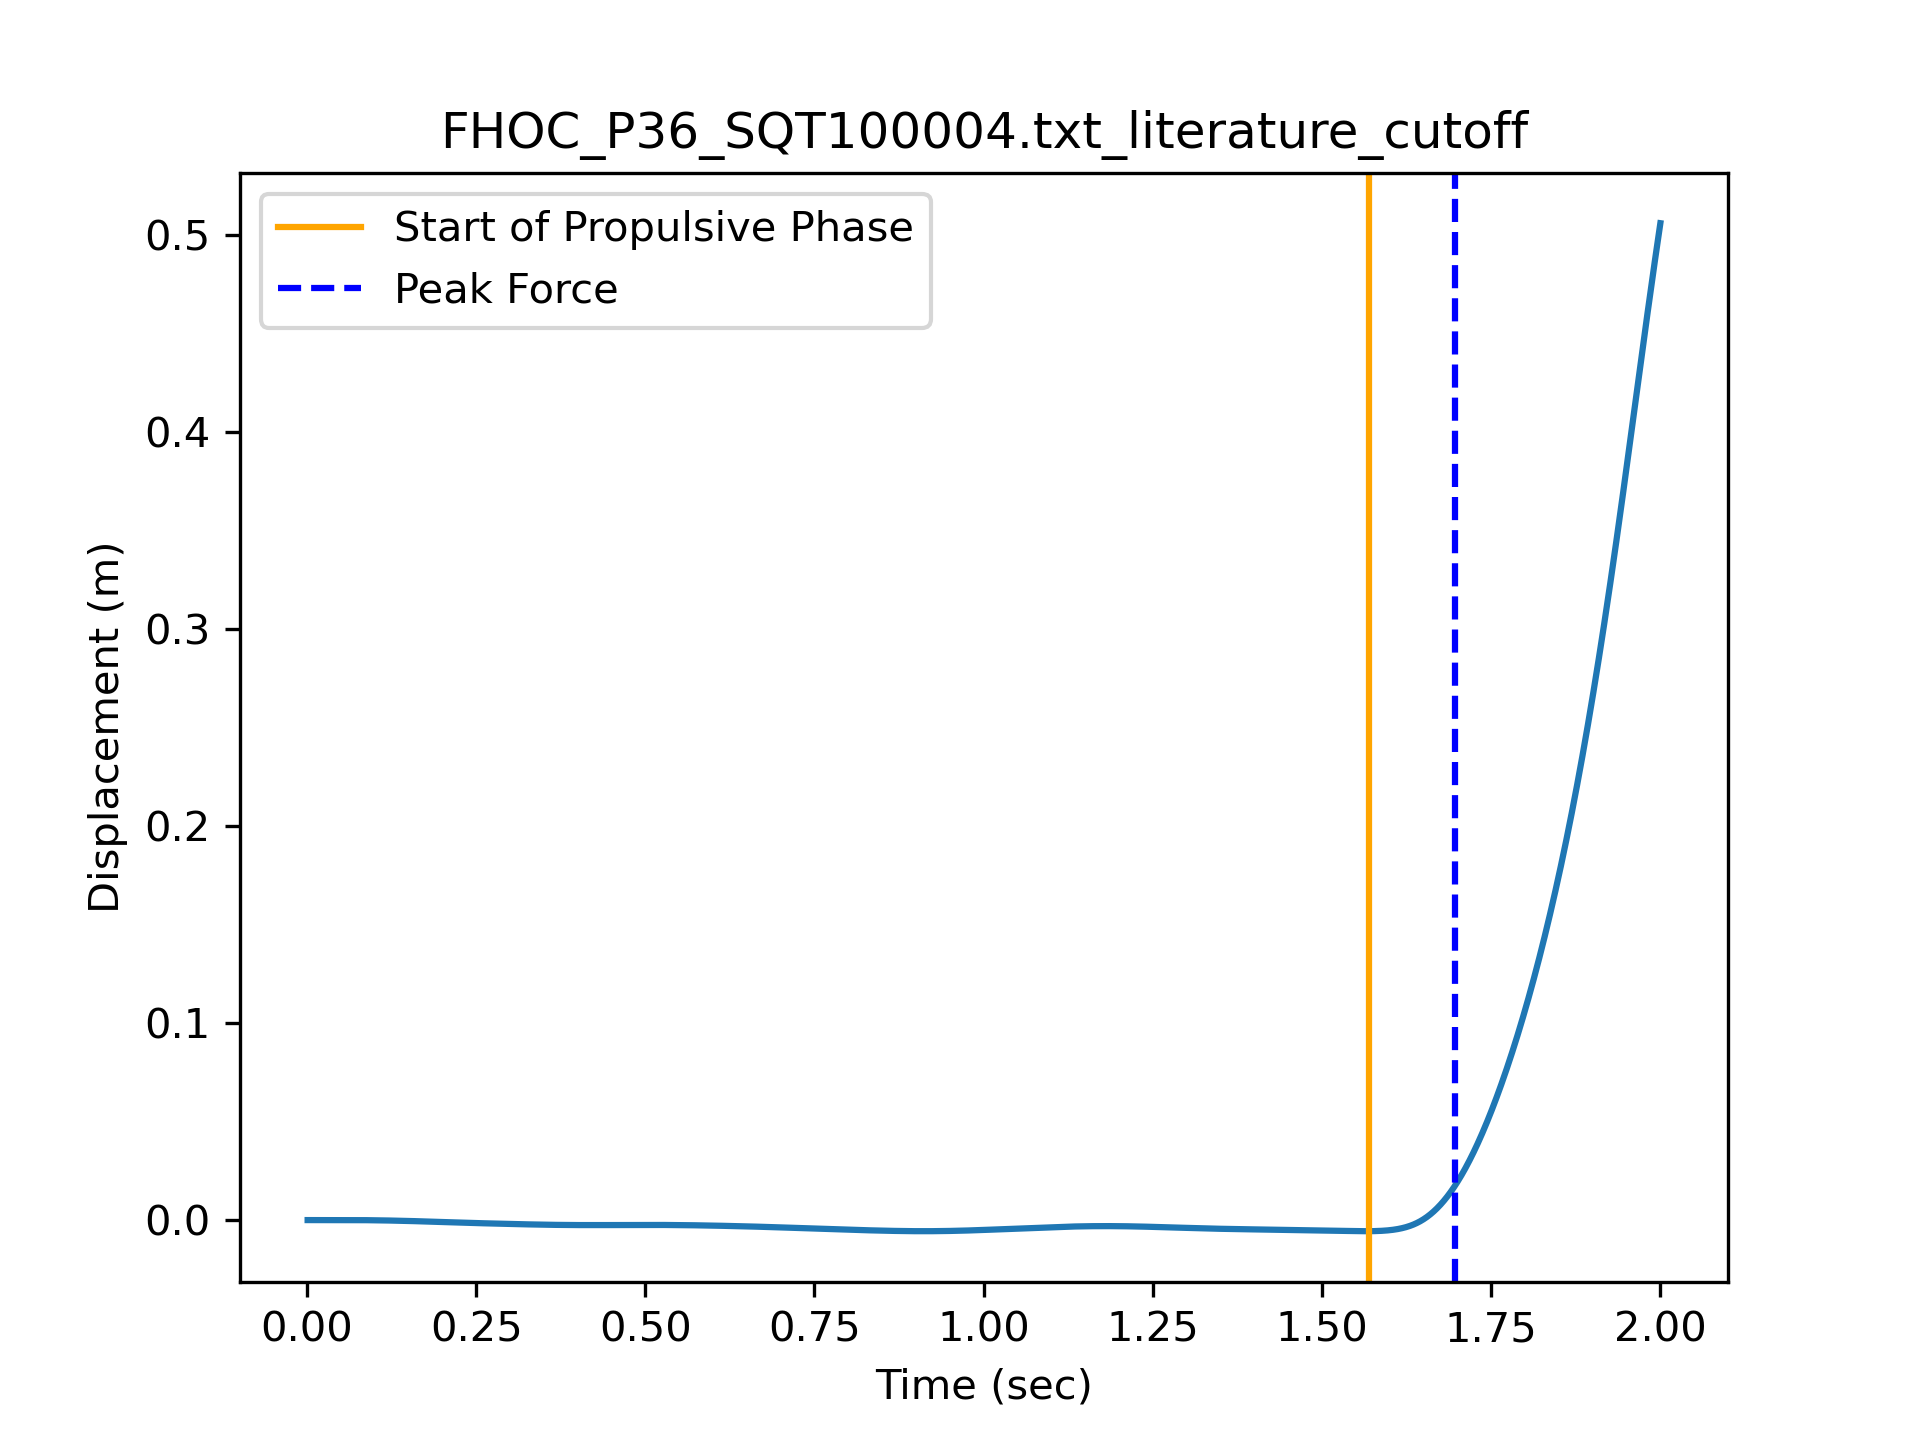 FHOC_P36_SQT100004.txt_literature_cutoff
Start of Propulsive Phase
Peak Force
0.5
0.4
0.3
0.2
0.1
0.0
Displacement (m)
0.00 0.25 0.50 0.75 1.00 1.25 1.50 1.75 2.00
Time (sec)